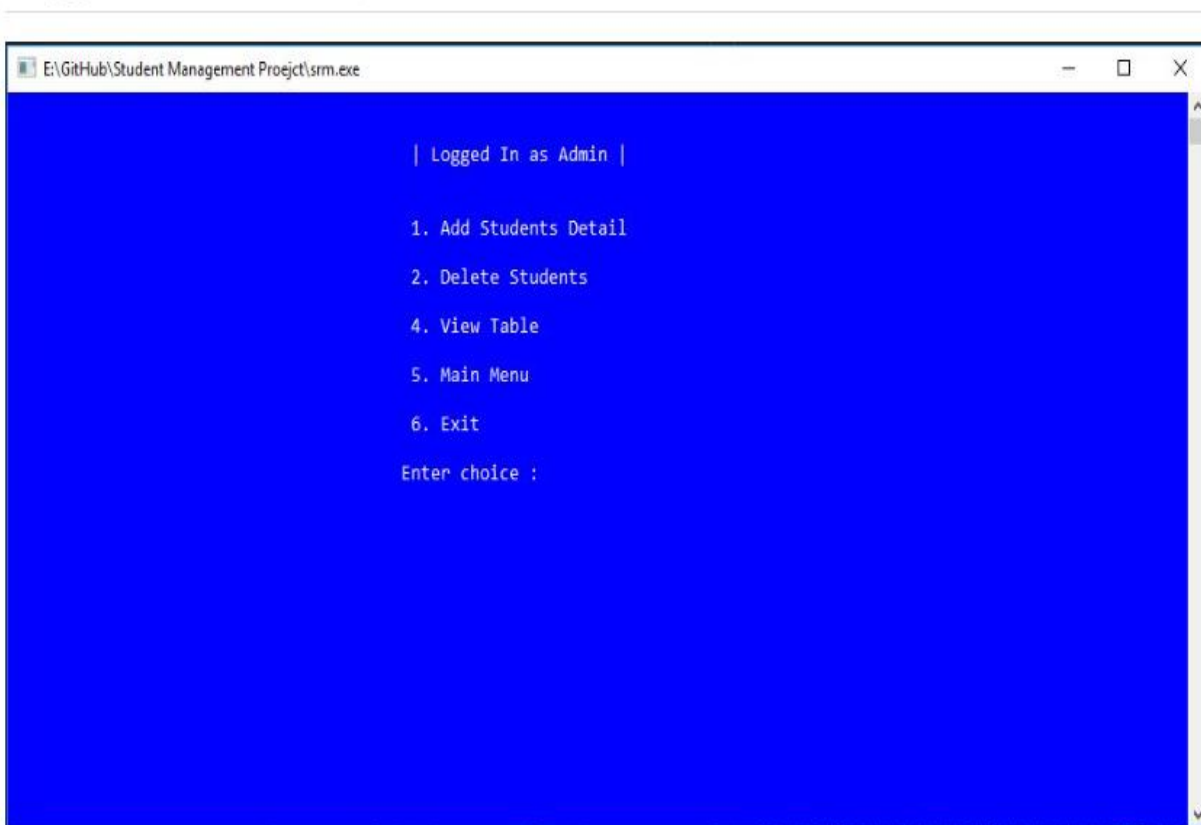 E:\GitHub\Student Management Proejct\srm.exe
| Logged In as Admin |
1. Add Students Detail
2. Delete Students
4. View Table
5. Main Menu
6. Exit
Enter choice :